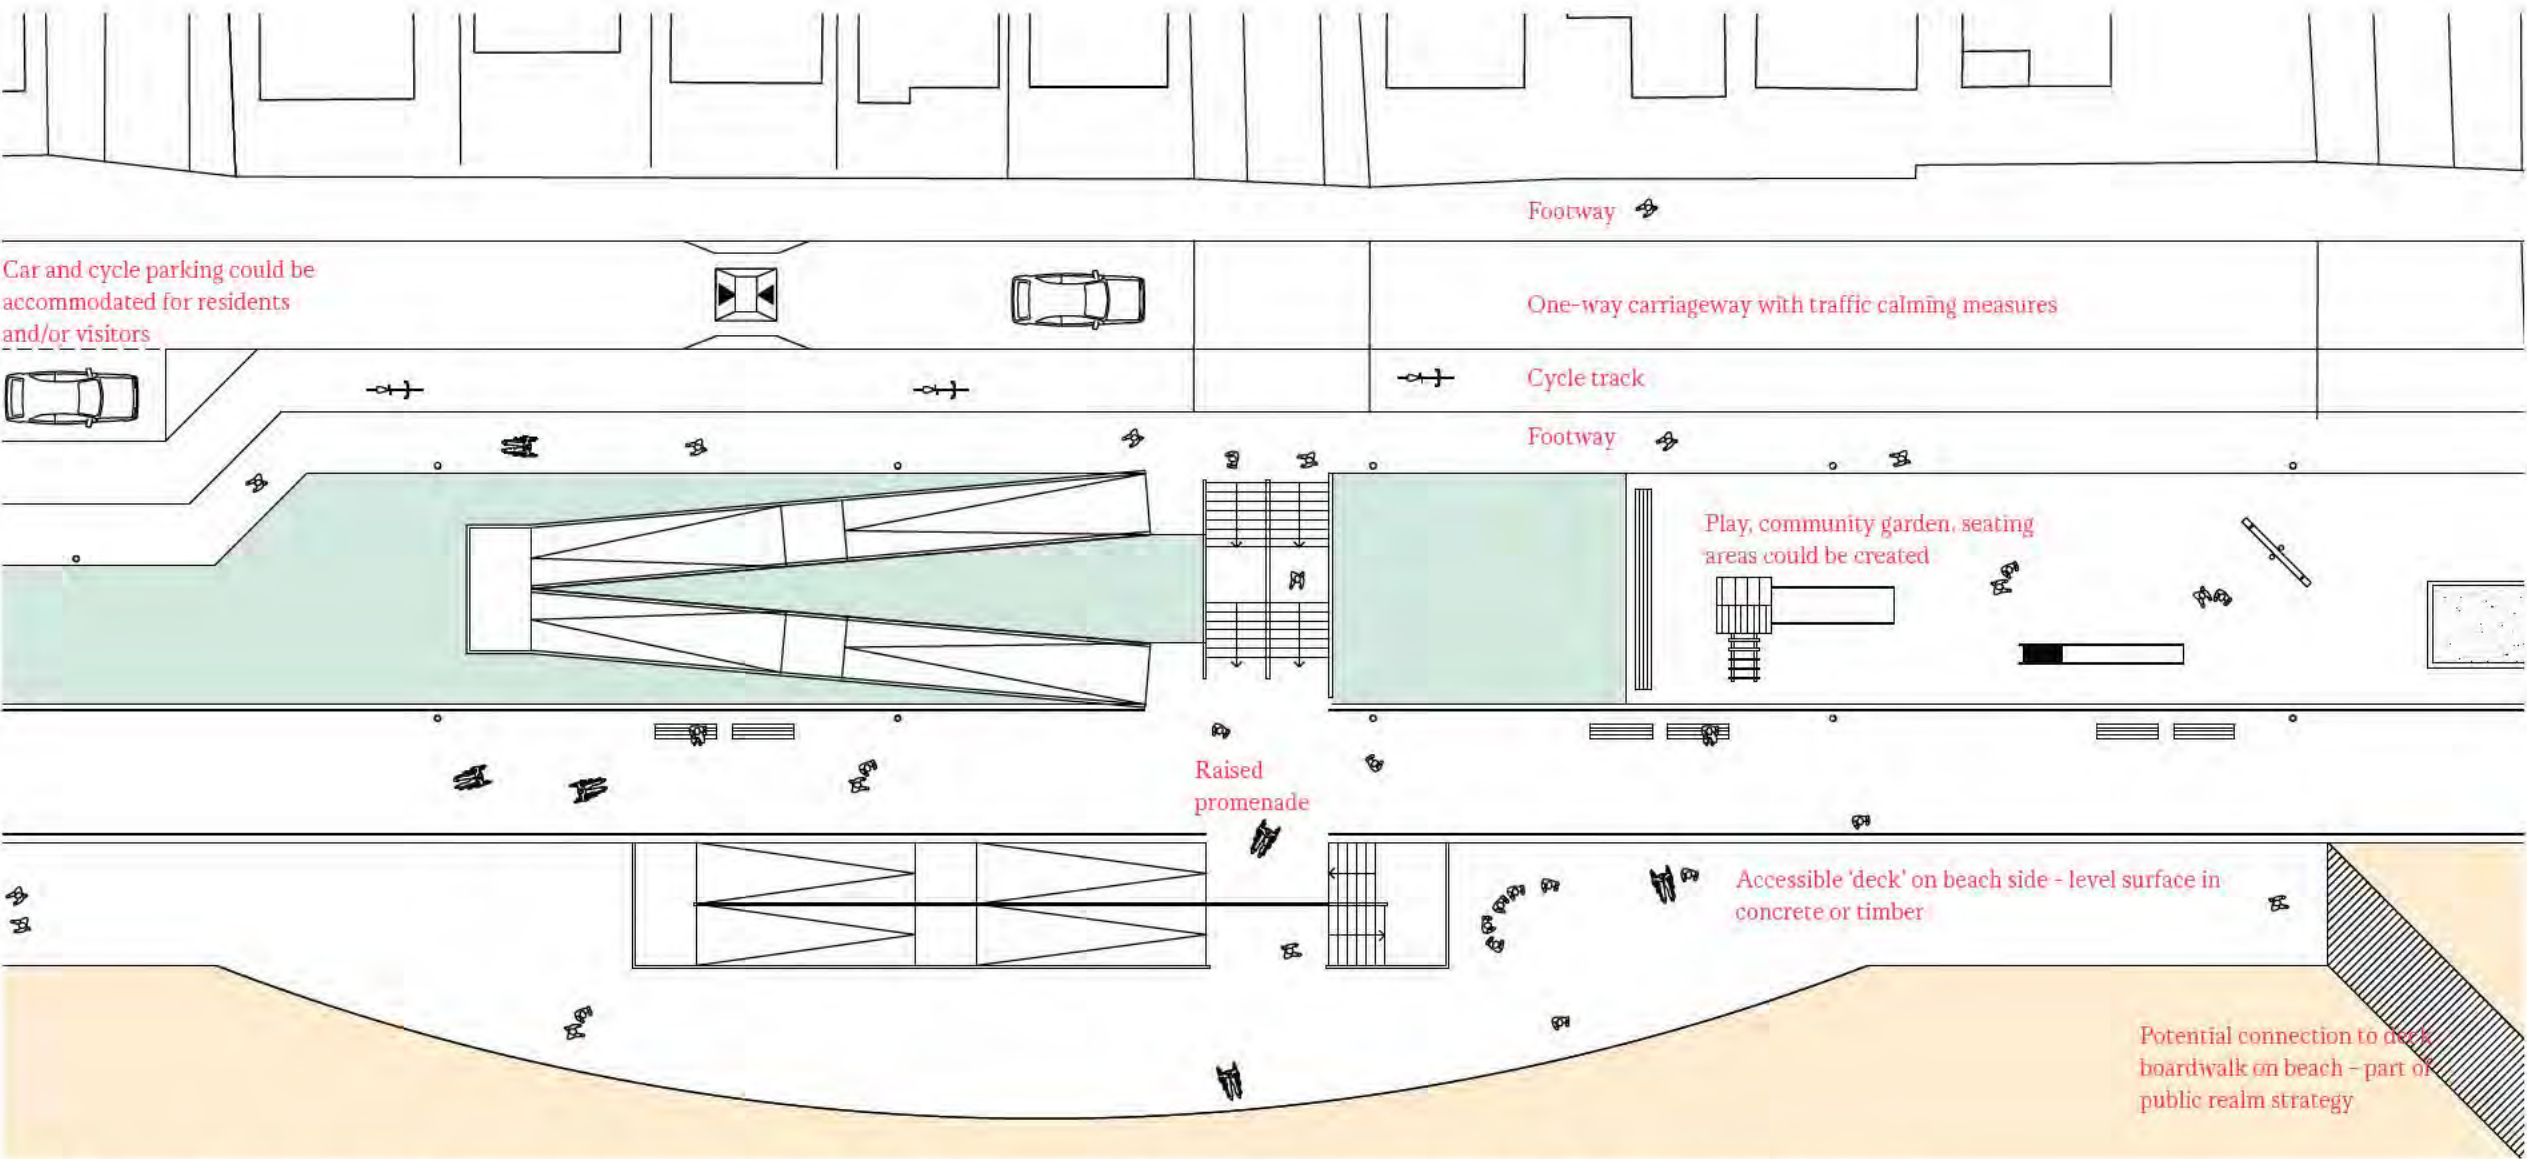 Footway
Car and cycle parking could be
accommodated for residents
and/or visitors
One-way carriageway with traffic calming measures
Cycle track
Footway
Play, community garden, seating
areas could be created
Raised
promenade
Accessible 'deck' on beach side - level surface in
concrete or timber
Potential connection to deck
boardwalk on beach - part of
public realm strategy